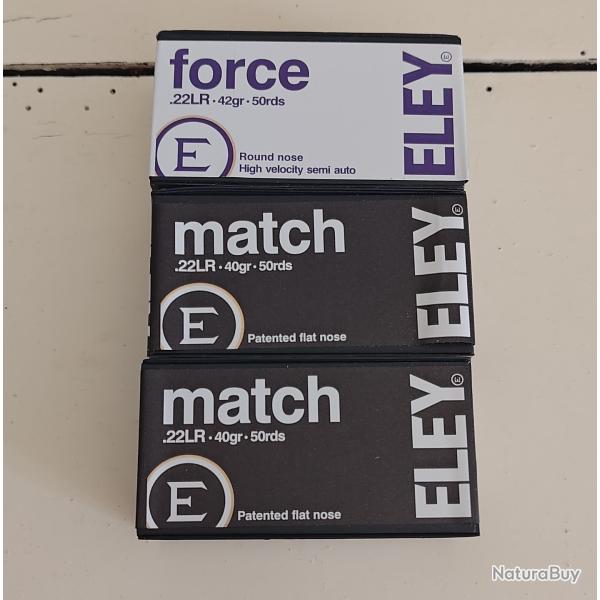 force
.22LR • 42gr • 50rds
E
Round nose
High velocity semi auto
ELEY E
match
.22LR • 40gr • 50rds
E
Patented flat nose
ELEY E
match
.22LR • 40gr • 50rds
E
Patented flat nose
ELEY E
NaturaBuy